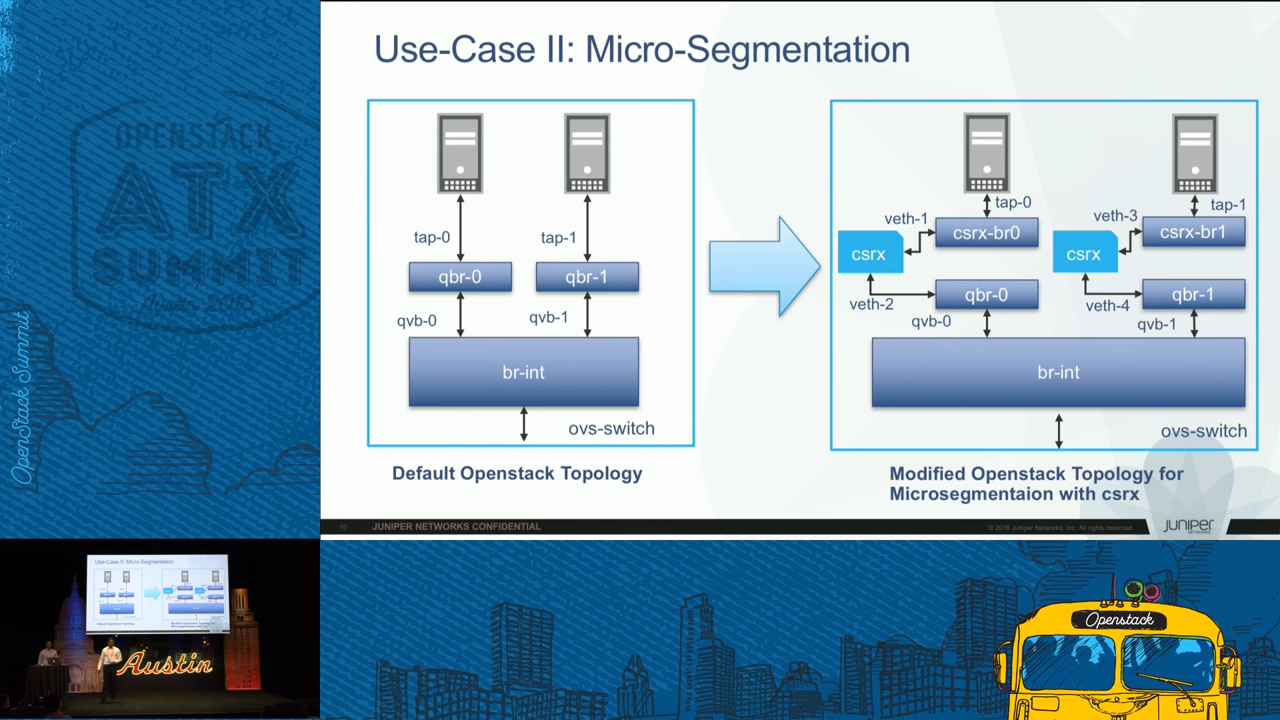 OPENSTACK
ATX
SUMMIT
Austin 2016
OpenStack Summit
Use-Case II: Micro-Segmentation
tap-0
tap-1
qbr-0
qbr-1
qvb-0
qvb-1
br-int
ovs-switch
Default Openstack Topology
tap-0
tap-1
veth-1
veth-3
csrx-br0
csrx-br1
csrx
csrx
veth-2
qbr-0
veth-4
qbr-1
qvb-0
qvb-1
br-int
ovs-switch
Modified Openstack Topology for
Microsegmentaion with csrx
10
JUNIPER NETWORKS CONFIDENTIAL
© 2016 Juniper Networks, Inc. All rights reserved.
JUNIPER
NETWORKS
Use-Case II: Micro-Segmentation
Austin
Openstack